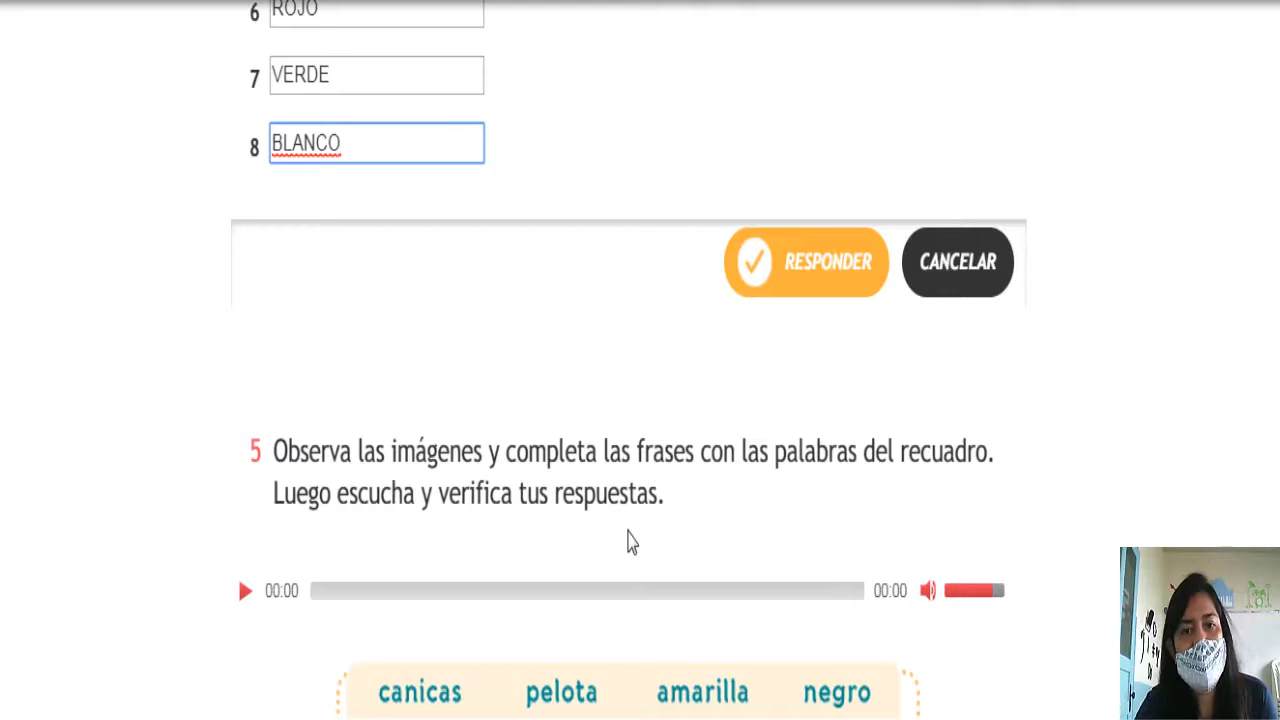 6 ROJO
7 VERDE
8 BLANCO
RESPONDER CANCELAR
5 Observa las imágenes y completa las frases con las palabras del recuadro.
Luego escucha y verifica tus respuestas.
00:00 00:00
canicas pelota amarilla negro